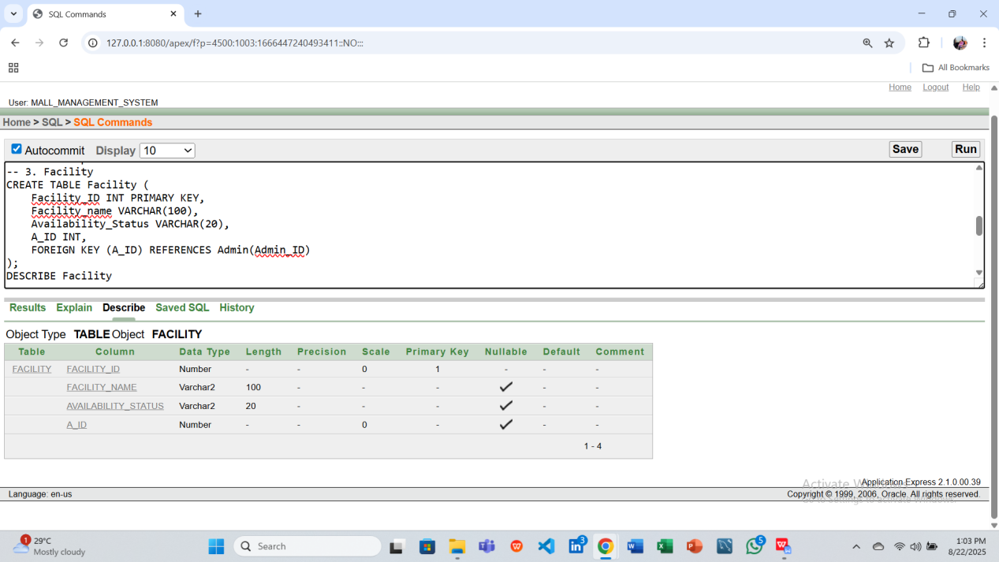 SQL Commands
127.0.0.1:8080/apex/f?p=4500:1003:1666447240493411::NO:::
All Bookmarks
Home Logout Help
User: MALL_MANAGEMENT_SYSTEM
Home > SQL > SQL Commands
Autocommit Display 10 Save Run
-- 3. Facility
CREATE TABLE Facility (
    Facility_ID INT PRIMARY KEY,
    Facility_name VARCHAR(100),
    Availability_Status VARCHAR(20),
    A_ID INT,
    FOREIGN KEY (A_ID) REFERENCES Admin(Admin_ID)
);
DESCRIBE Facility
Results Explain Describe Saved SQL History
Object Type TABLE Object FACILITY
Table Column Data Type Length Precision Scale Primary Key Nullable Default Comment
FACILITY FACILITY_ID Number - - 0 1 - - -
FACILITY_NAME Varchar2 100 - - - ✓ - -
AVAILABILITY_STATUS Varchar2 20 - - - ✓ - -
A_ID Number - - 0 - ✓ - -
1 - 4
Activate Windows
Application Express 2.1.0.00.39
Language: en-us
Copyright © 1999, 2006, Oracle. All rights reserved.
Go to Settings to activate Windows.
1
29°C
Mostly cloudy
Search
3
5
1:03 PM
8/22/2025